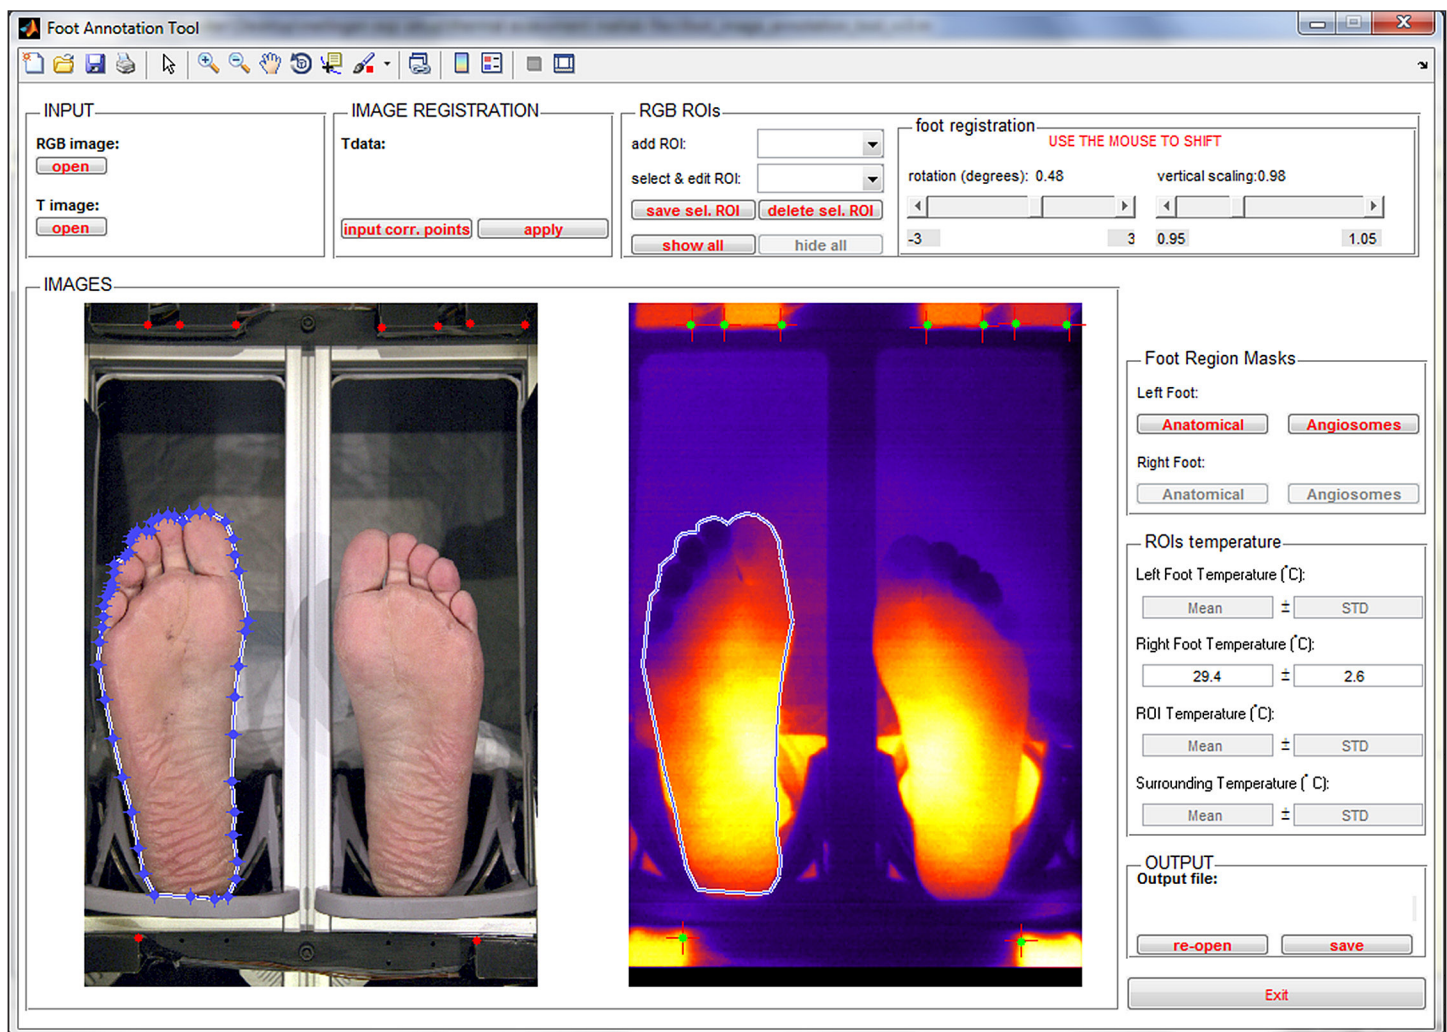 Foot Annotation Tool
INPUT
RGB image:
open
T image:
open
IMAGE REGISTRATION
Tdata:
input corr. points
apply
RGB ROIs
add ROI:
select & edit ROI:
save sel. ROI
delete sel. ROI
show all
hide all
foot registration
USE THE MOUSE TO SHIFT
rotation (degrees): 0.48
vertical scaling:0.98
-3
3
0.95
1.05
IMAGES
Foot Region Masks
Left Foot:
Anatomical
Angiosomes
Right Foot:
Anatomical
Angiosomes
ROIs temperature
Left Foot Temperature (°C):
Mean ± STD
Right Foot Temperature (°C):
29.4 ± 2.6
ROI Temperature (°C):
Mean ± STD
Surrounding Temperature (° C):
Mean ± STD
OUTPUT
Output file:
re-open
save
Exit